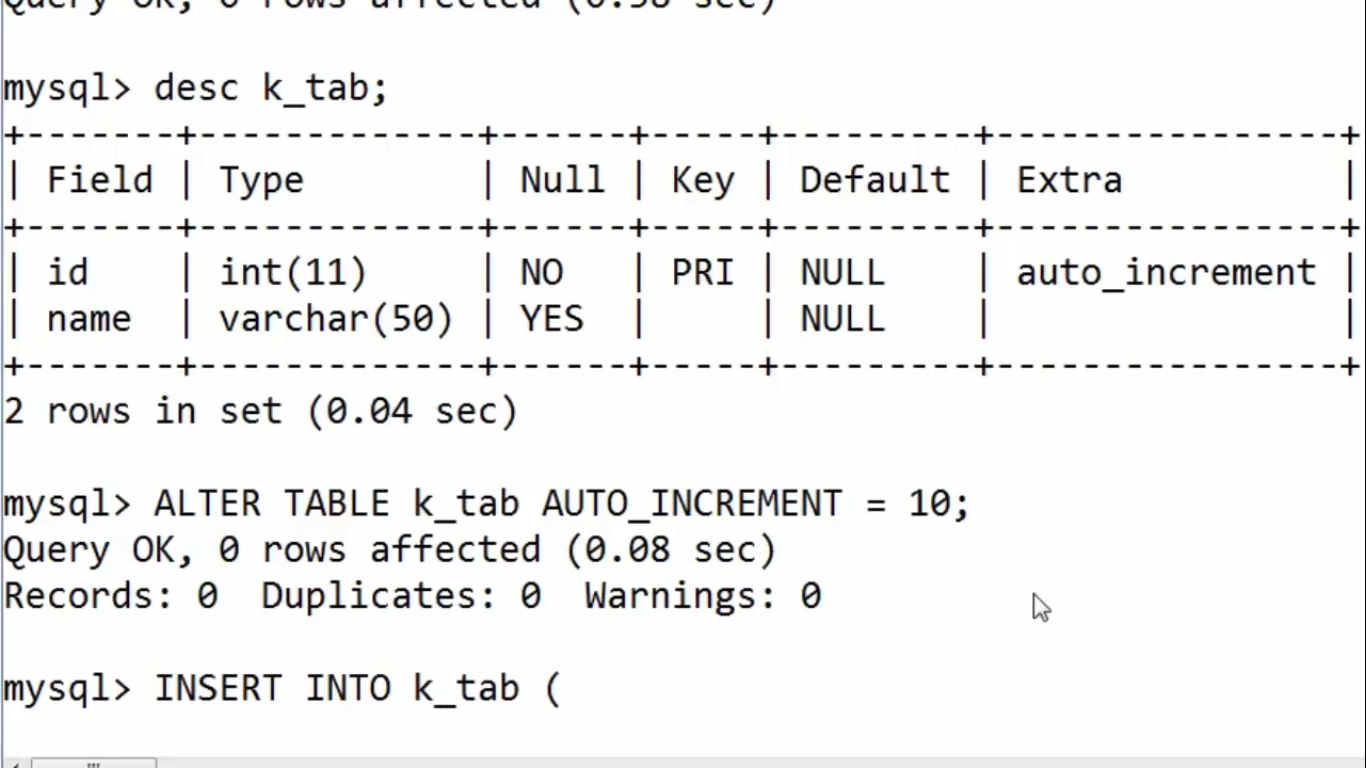 Query OK, 0 rows affected (0.58 sec)
mysql> desc k_tab;
+-------+-------------+------+-----+---------+----------------+
| Field | Type        | Null | Key | Default | Extra          |
+-------+-------------+------+-----+---------+----------------+
| id    | int(11)     | NO   | PRI | NULL    | auto_increment |
| name  | varchar(50) | YES  |     | NULL    |                |
+-------+-------------+------+-----+---------+----------------+
2 rows in set (0.04 sec)
mysql> ALTER TABLE k_tab AUTO_INCREMENT = 10;
Query OK, 0 rows affected (0.08 sec)
Records: 0  Duplicates: 0  Warnings: 0
mysql> INSERT INTO k_tab (